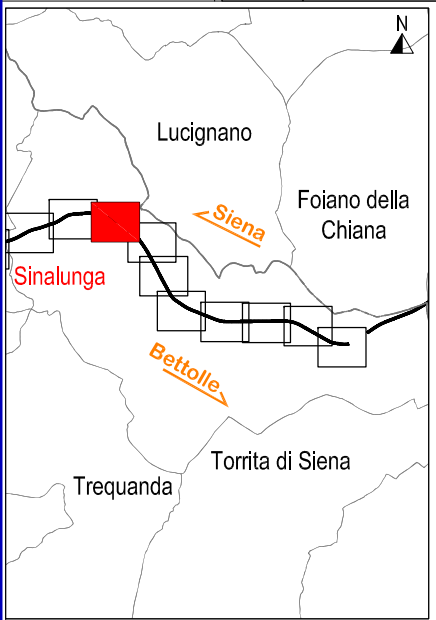 N
Lucignano
Siena
Foiano della
Chiana
Sinalunga
Bettolle
Torrita di Siena
Trequanda